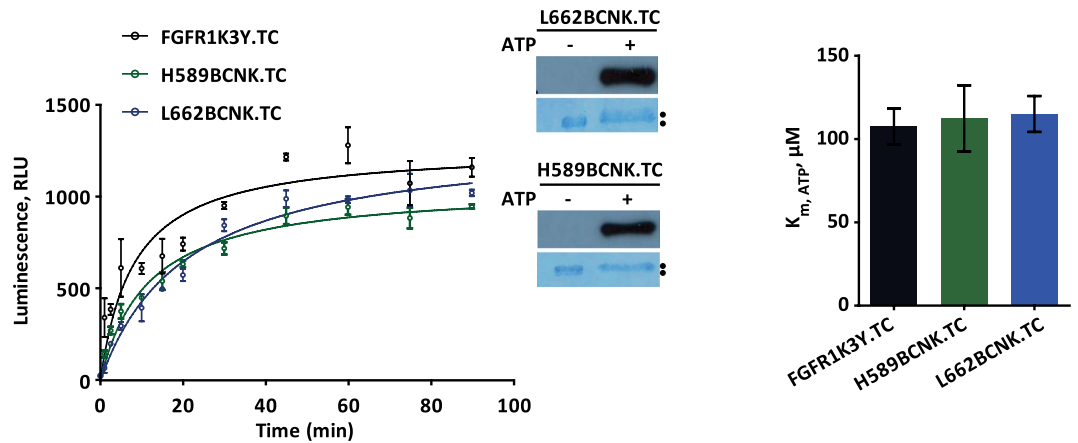 FGFR1K3Y.TC
H589BCNK.TC
L662BCNK.TC
1500
1000
500
0
0 20 40 60 80 100
Luminescence, RLU
Time (min)
L662BCNK.TC
ATP - +
H589BCNK.TC
ATP - +
150
100
50
0
Km, ATP, µM
FGFR1K3Y.TC
H589BCNK.TC
L662BCNK.TC